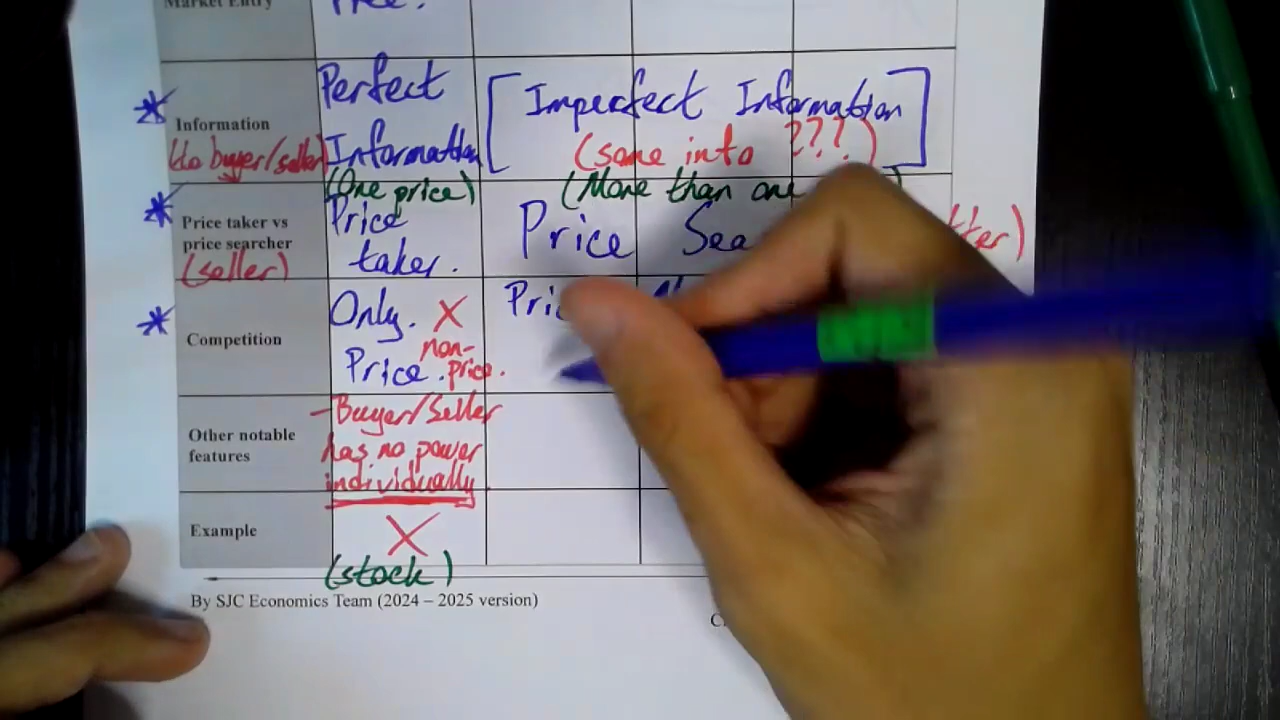 Market Entry
Free.
Information
(to buyer/seller)
Perfect
Information
(One price)
[Imperfect Information]
(some info ???)
(More than one
Price taker vs
price searcher
(seller)
Price
taker.
Price Sea
tter)
Competition
Only. X
non-
Price. price.
Pric
Other notable
features
- Buyer/Seller
has no power
individually
Example
X
(stock)
By SJC Economics Team (2024 – 2025 version)